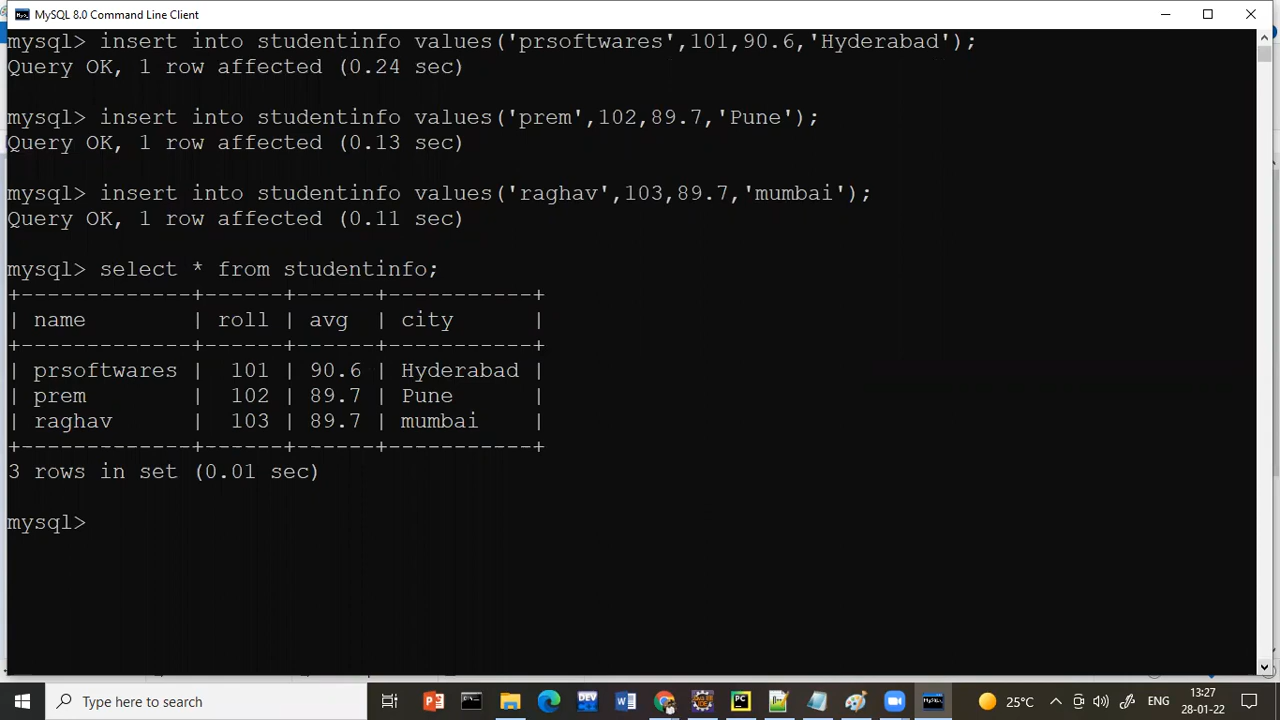 MySQL 8.0 Command Line Client
mysql> insert into studentinfo values('prsoftwares',101,90.6,'Hyderabad');
Query OK, 1 row affected (0.24 sec)
mysql> insert into studentinfo values('prem',102,89.7,'Pune');
Query OK, 1 row affected (0.13 sec)
mysql> insert into studentinfo values('raghav',103,89.7,'mumbai');
Query OK, 1 row affected (0.11 sec)
mysql> select * from studentinfo;
+-------------+------+------+-----------+
| name        | roll | avg  | city      |
+-------------+------+------+-----------+
| prsoftwares |  101 | 90.6 | Hyderabad |
| prem        |  102 | 89.7 | Pune      |
| raghav      |  103 | 89.7 | mumbai    |
+-------------+------+------+-----------+
3 rows in set (0.01 sec)
mysql>
Type here to search
DEV
25°C
ENG
13:27
28-01-22